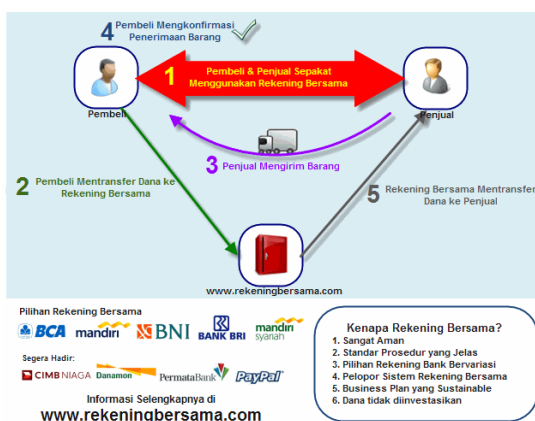 4 Pembeli Mengkonfirmasi
Penerimaan Barang
1 Pembeli & Penjual Sepakat
Menggunakan Rekening Bersama
Pembeli
Penjual
3 Penjual Mengirim Barang
2 Pembeli Mentransfer Dana ke
Rekening Bersama
5 Rekening Bersama Mentransfer
Dana ke Penjual
www.rekeningbersama.com
Pilihan Rekening Bersama
BCA mandiri BNI BANK BRI mandiri
syariah
Segera Hadir:
CIMB NIAGA Danamon PermataBank PayPal
Informasi Selengkapnya di
www.rekeningbersama.com
Kenapa Rekening Bersama?
1. Sangat Aman
2. Standar Prosedur yang Jelas
3. Pilihan Rekening Bank Bervariasi
4. Pelopor Sistem Rekening Bersama
5. Business Plan yang Sustainable
6. Dana tidak diinvestasikan